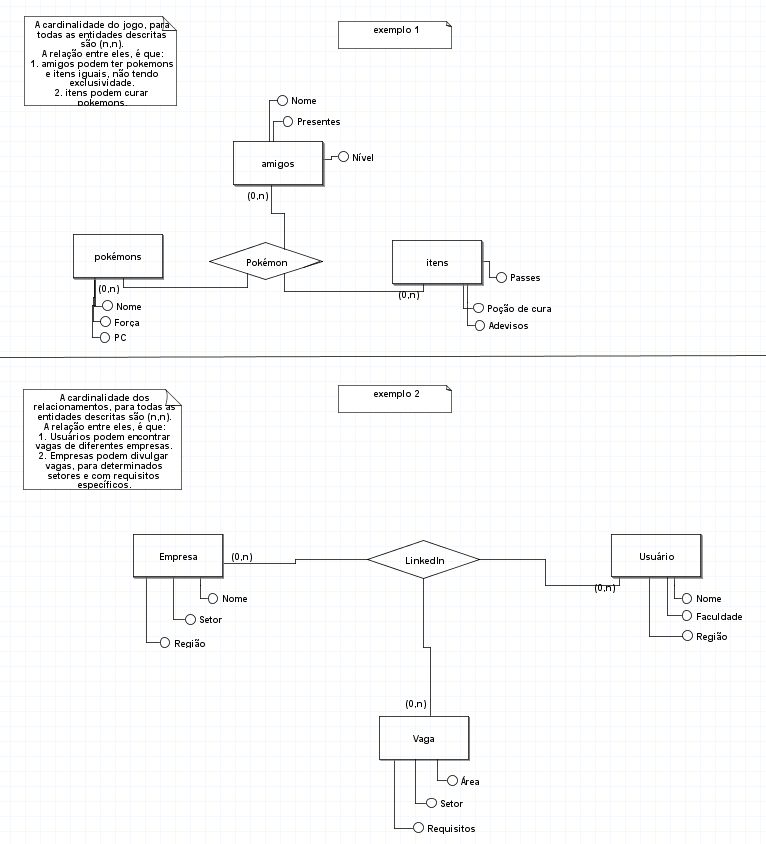 A cardinalidade do jogo, para
todas as entidades descritas
são (n,n).
A relação entre eles, é que:
1. amigos podem ter pokemons
e itens iguais, não tendo
exclusividade.
2. itens podem curar
pokemons.
exemplo 1
Nome
Presentes
amigos
Nível
(0,n)
pokémons
Pokémon
itens
Passes
(0,n)
(0,n)
Nome
Poção de cura
Força
Adevisos
PC
A cardinalidade dos
relacionamentos, para todas as
entidades descritas são (n,n).
A relação entre eles, é que:
1. Usuários podem encontrar
vagas de diferentes empresas.
2. Empresas podem divulgar
vagas, para determinados
setores e com requisitos
específicos.
exemplo 2
Empresa
(0,n)
LinkedIn
Usuário
(0,n)
Nome
Setor
Região
Nome
Faculdade
Região
(0,n)
Vaga
Área
Setor
Requisitos